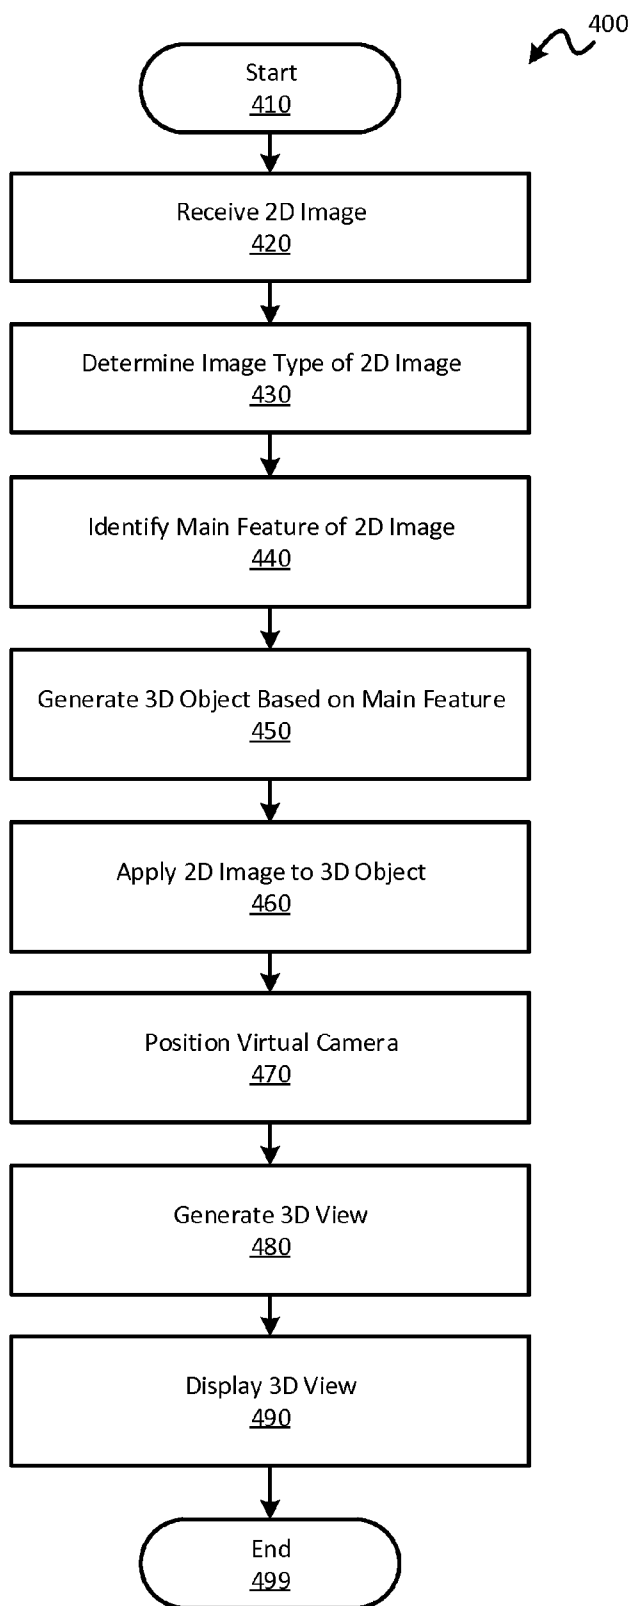 400
Start
410
Receive 2D Image
420
Determine Image Type of 2D Image
430
Identify Main Feature of 2D Image
440
Generate 3D Object Based on Main Feature
450
Apply 2D Image to 3D Object
460
Position Virtual Camera
470
Generate 3D View
480
Display 3D View
490
End
499